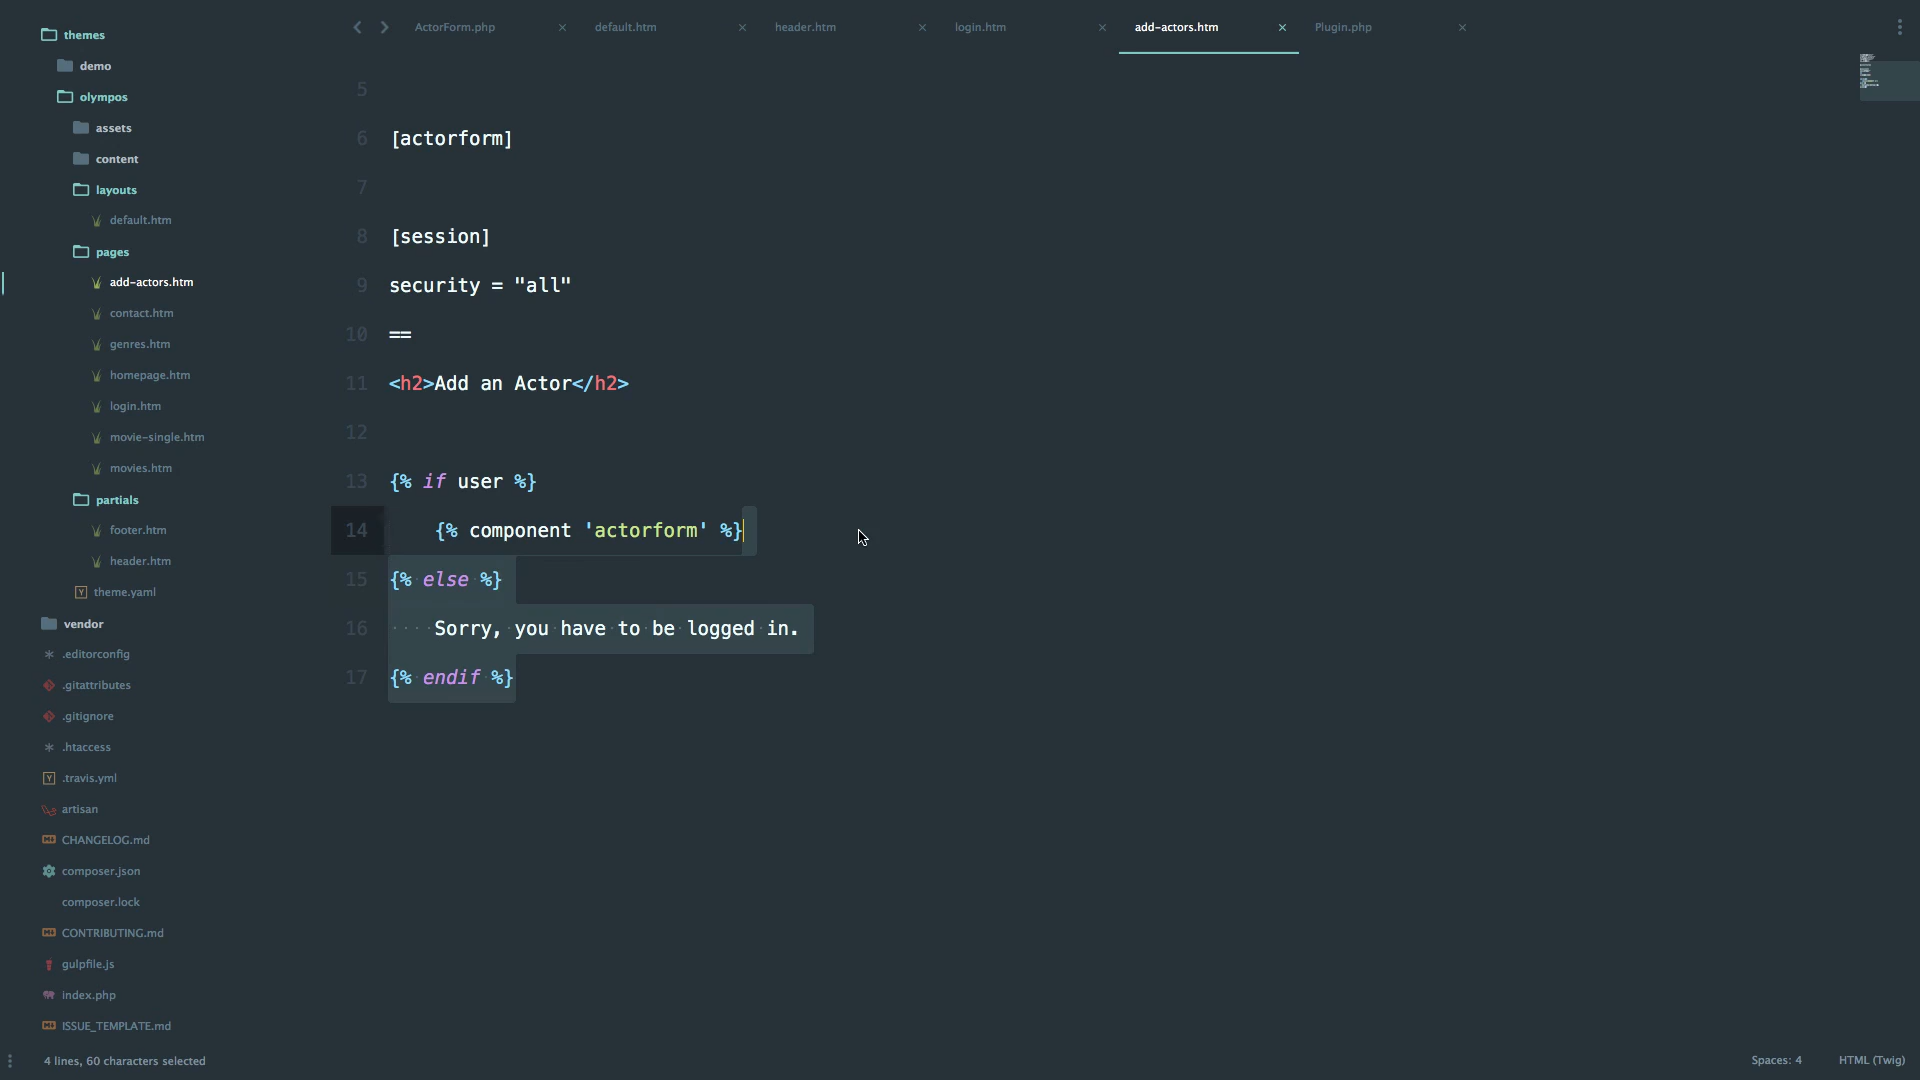 themes
demo
olympos
assets
content
layouts
default.htm
pages
add-actors.htm
contact.htm
genres.htm
homepage.htm
login.htm
movie-single.htm
movies.htm
partials
footer.htm
header.htm
theme.yaml
vendor
.editorconfig
.gitattributes
.gitignore
.htaccess
.travis.yml
artisan
CHANGELOG.md
composer.json
composer.lock
CONTRIBUTING.md
gulpfile.js
index.php
ISSUE_TEMPLATE.md
ActorForm.php default.htm header.htm login.htm add-actors.htm Plugin.php
5
6 [actorform]
7
8 [session]
9 security = "all"
10 ==
11 <h2>Add an Actor</h2>
12
13 {% if user %}
14 {% component 'actorform' %}
15 {% else %}
16 Sorry, you have to be logged in.
17 {% endif %}
4 lines, 60 characters selected
Spaces: 4 HTML (Twig)